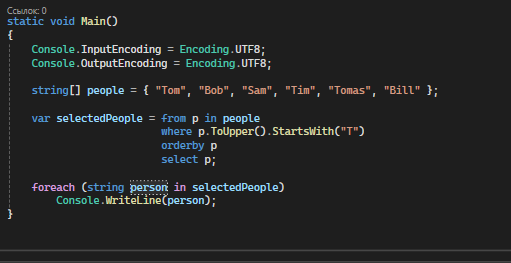 Ссылок: 0
static void Main()
{
Console.InputEncoding = Encoding.UTF8;
Console.OutputEncoding = Encoding.UTF8;
string[] people = { "Tom", "Bob", "Sam", "Tim", "Tomas", "Bill" };
var selectedPeople = from p in people
where p.ToUpper().StartsWith("T")
orderby p
select p;
foreach (string person in selectedPeople)
Console.WriteLine(person);
}